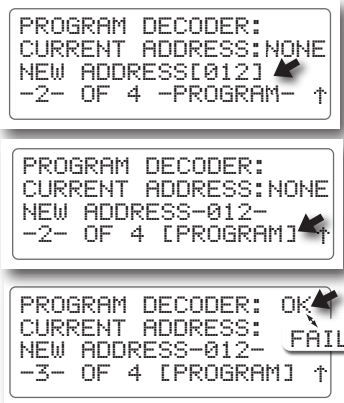 PROGRAM DECODER:
CURRENT ADDRESS:NONE
NEW ADDRESS[012]
-2- OF 4 -PROGRAM- ↑
PROGRAM DECODER:
CURRENT ADDRESS:NONE
NEW ADDRESS-012-
-2- OF 4 [PROGRAM] ↑
PROGRAM DECODER: OK
CURRENT ADDRESS:
FAIL
NEW ADDRESS-012-
-3- OF 4 [PROGRAM] ↑